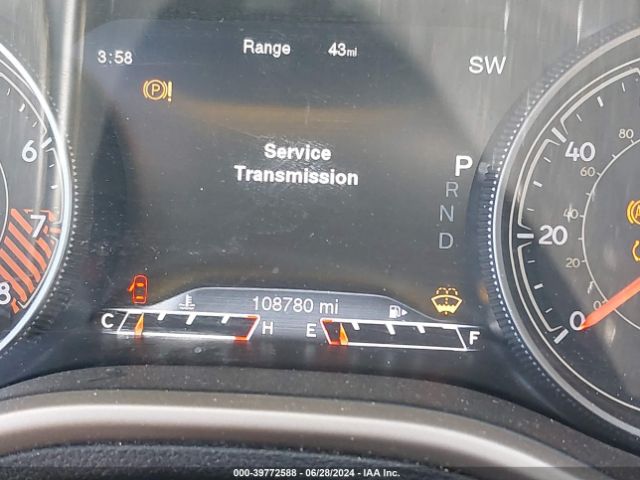 3:58
Range 43mi
SW
P !
Service
Transmission
P
R
N
D
6
7
8
40
20
0
80
60
40
20
0
108780 mi
C H
E F
000-39772588 - 06/28/2024 - IAA Inc.